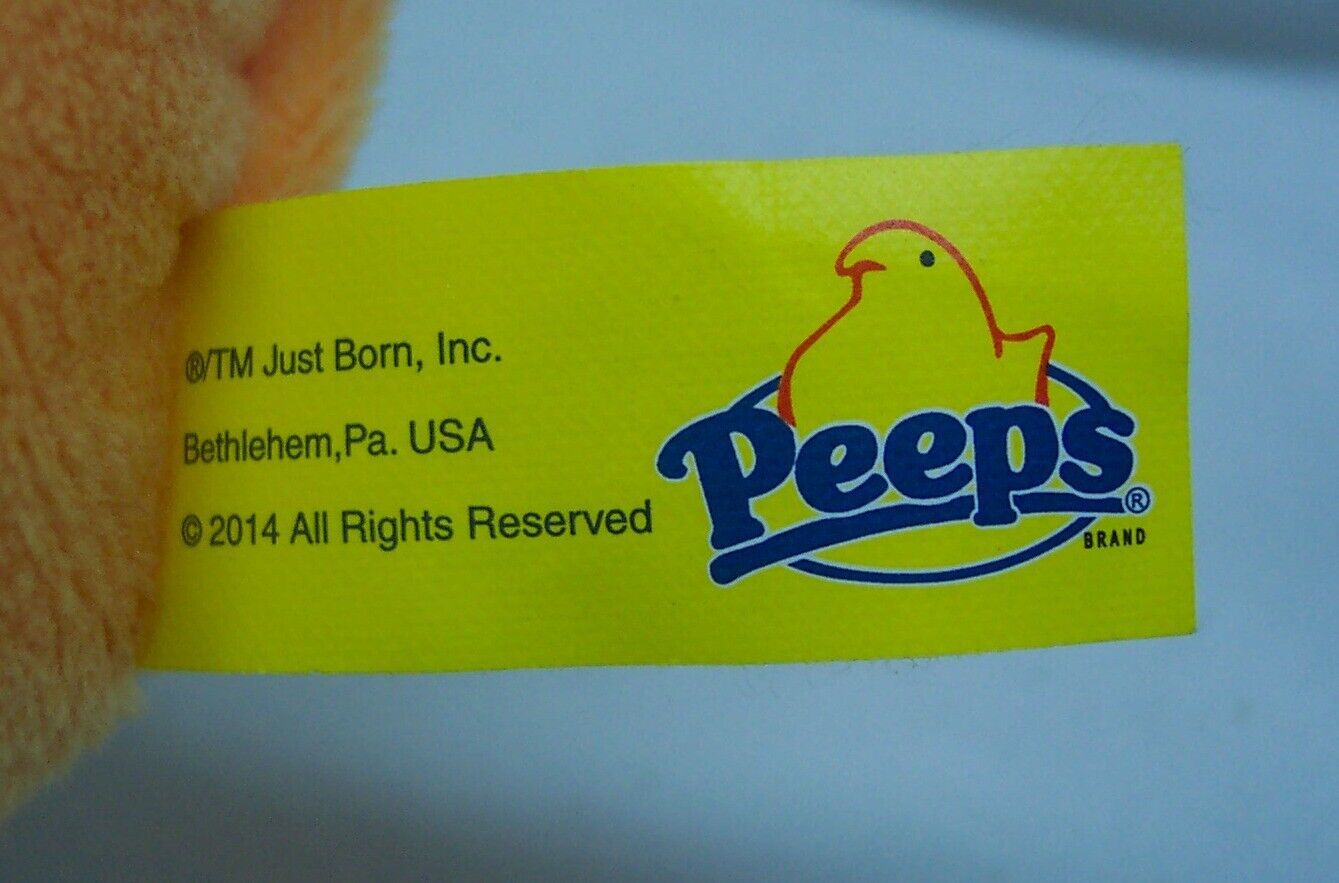 ®/TM Just Born, Inc.
Bethlehem,Pa. USA
© 2014 All Rights Reserved
Peeps®
BRAND